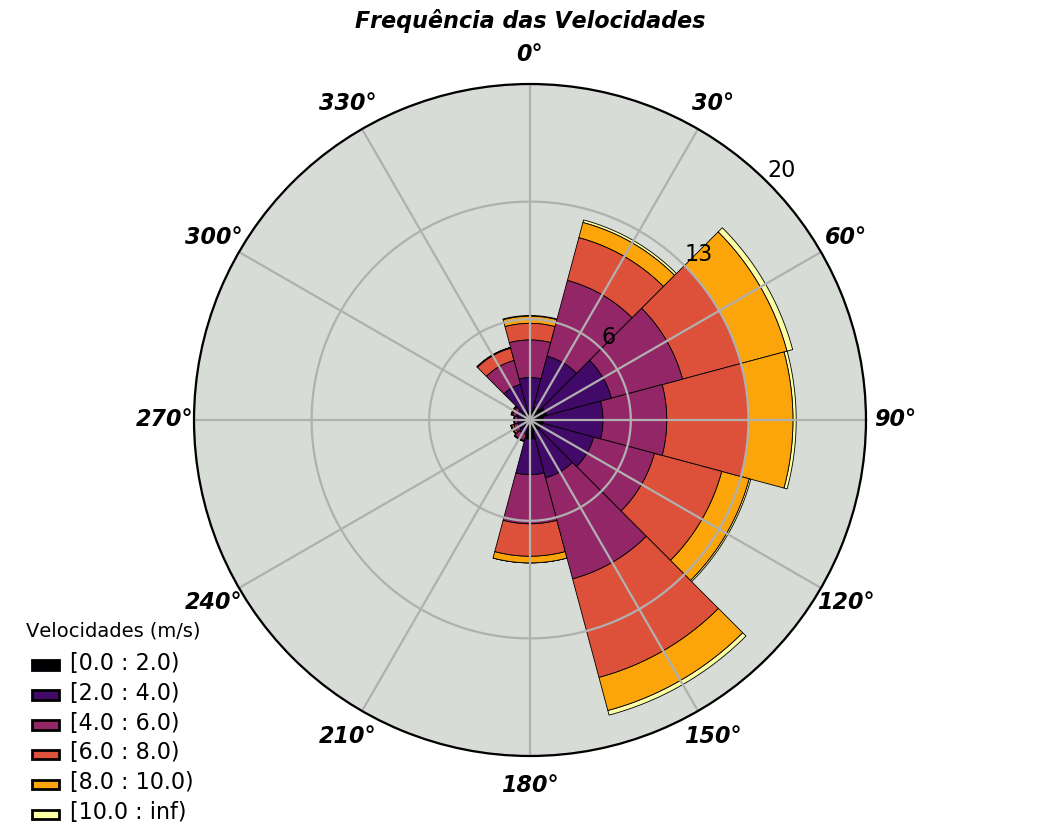 Frequência das Velocidades
0°
330°
30°
20
300°
60°
13
6
270°
90°
240°
120°
210°
150°
180°
Velocidades (m/s)
[0.0 : 2.0)
[2.0 : 4.0)
[4.0 : 6.0)
[6.0 : 8.0)
[8.0 : 10.0)
[10.0 : inf)